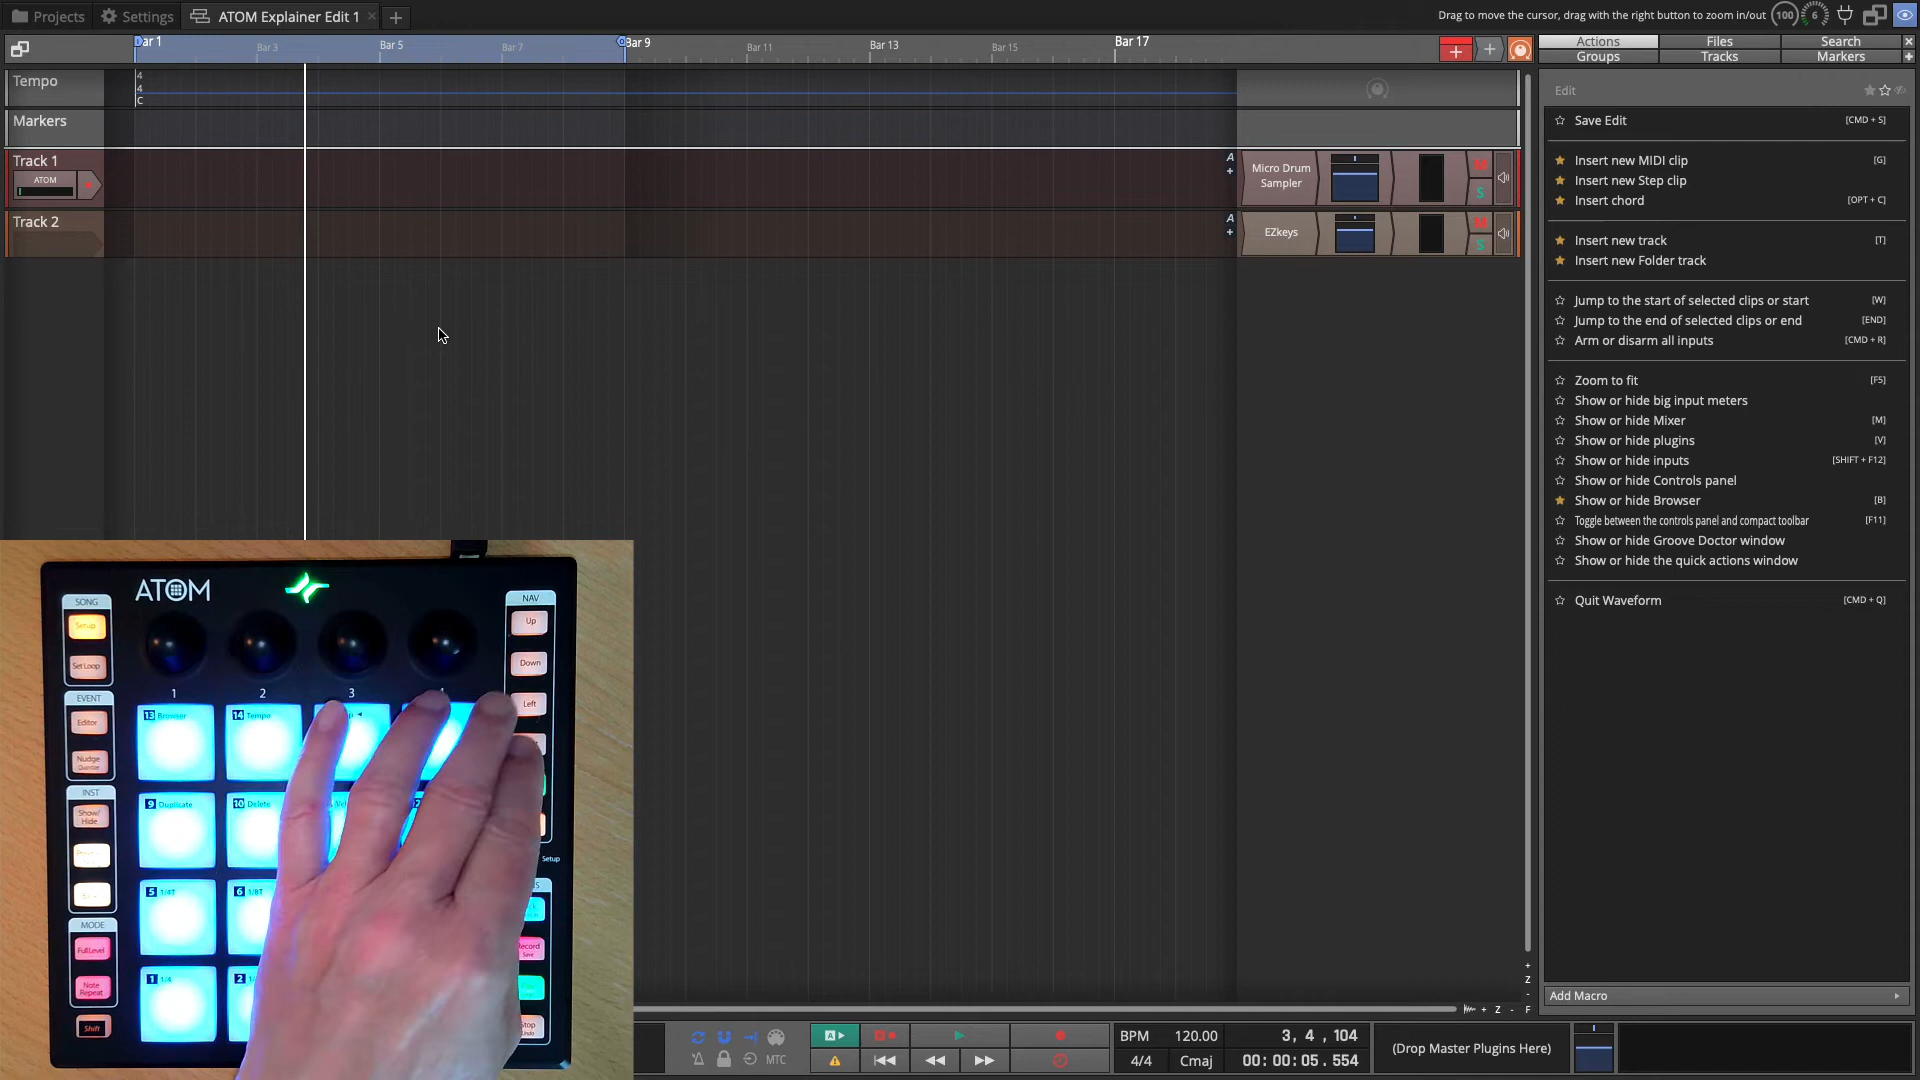 Projects
Settings
ATOM Explainer Edit 1
Drag to move the cursor, drag with the right button to zoom in/out
100
6
Bar 3
Bar 5
Bar 7
Bar 9
Bar 11
Bar 13
Bar 15
Bar 17
Actions
Files
Search
Groups
Tracks
Markers
Tempo
4
4
C
Markers
Track 1
ATOM
A
Micro Drum
Sampler
M
S
Track 2
A
EZkeys
M
S
Edit
Save Edit [CMD + S]
Insert new MIDI clip [G]
Insert new Step clip
Insert chord [OPT + C]
Insert new track [T]
Insert new Folder track
Jump to the start of selected clips or start [W]
Jump to the end of selected clips or end [END]
Arm or disarm all inputs [CMD + R]
Zoom to fit [F5]
Show or hide big input meters
Show or hide Mixer [M]
Show or hide plugins [V]
Show or hide inputs [SHIFT + F12]
Show or hide Controls panel
Show or hide Browser [B]
Toggle between the controls panel and compact toolbar [F11]
Show or hide Groove Doctor window
Show or hide the quick actions window
Quit Waveform [CMD + Q]
Add Macro
ATOM
SONG
Setup
Set Loop
EVENT
Editor
Nudge
Quantize
INST
Show/
Hide
MODE
Full Level
Note
Repeat
Shift
NAV
Up
Down
Left
Setup
Record
Save
Stop
Undo
1
2
3
13 Browser
14 Tempo
9 Duplicate
10 Delete
5 1/4T
6 1/8T
1 1/4
2
+
Z
-
F
+ Z - F
MTC
A
BPM 120.00
4/4 Cmaj
3, 4 , 104
00: 00: 05. 554
(Drop Master Plugins Here)